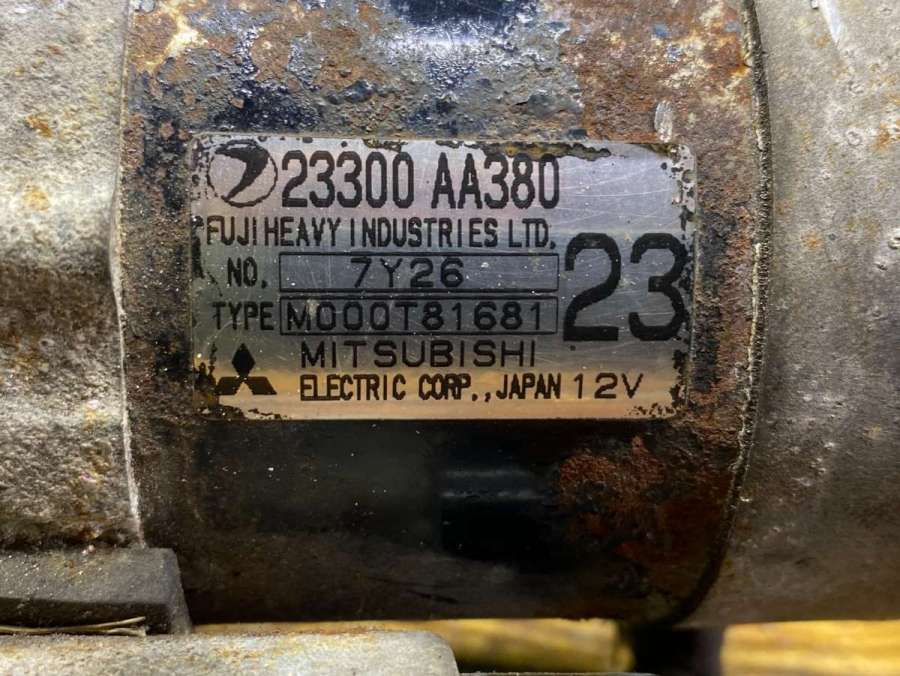 23300 AA380
FUJI HEAVY INDUSTRIES LTD.
NO. 7Y26
23
TYPE M000T81681
MITSUBISHI
ELECTRIC CORP., JAPAN 12V